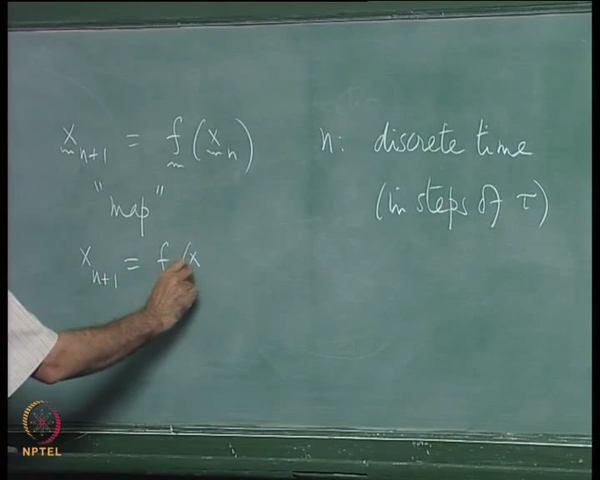 x_{n+1} = f(x_n) n: discrete time
"map" (in steps of τ)
x_{n+1} = f(x
NPTEL